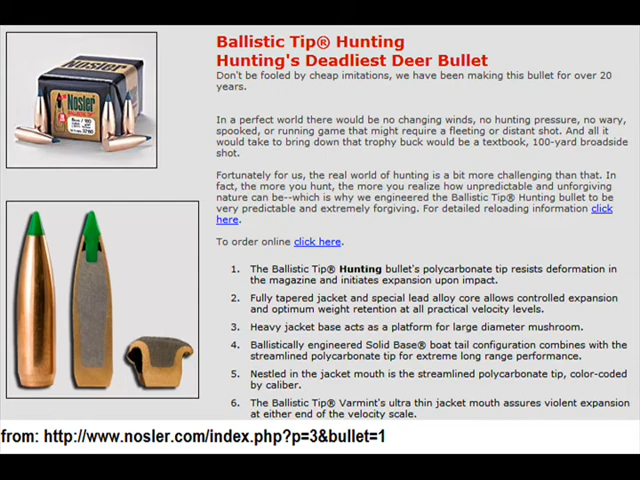 Ballistic Tip® Hunting
Hunting's Deadliest Deer Bullet
Don't be fooled by cheap imitations, we have been making this bullet for over 20
years.
In a perfect world there would be no changing winds, no hunting pressure, no wary,
spooked, or running game that might require a fleeting or distant shot. And all it
would take to bring down that trophy buck would be a textbook, 100-yard broadside
shot.
Fortunately for us, the real world of hunting is a bit more challenging than that. In
fact, the more you hunt, the more you realize how unpredictable and unforgiving
nature can be--which is why we engineered the Ballistic Tip® Hunting bullet to be
very predictable and extremely forgiving. For detailed reloading information click
here.
To order online click here.
1. The Ballistic Tip® Hunting bullet's polycarbonate tip resists deformation in
the magazine and initiates expansion upon impact.
2. Fully tapered jacket and special lead alloy core allows controlled expansion
and optimum weight retention at all practical velocity levels.
3. Heavy jacket base acts as a platform for large diameter mushroom.
4. Ballistically engineered Solid Base® boat tail configuration combines with the
streamlined polycarbonate tip for extreme long range performance.
5. Nestled in the jacket mouth is the streamlined polycarbonate tip, color-coded
by caliber.
6. The Ballistic Tip® Varmint's ultra thin jacket mouth assures violent expansion
at either end of the velocity scale.
Nosler
from: http://www.nosler.com/index.php?p=3&bullet=1